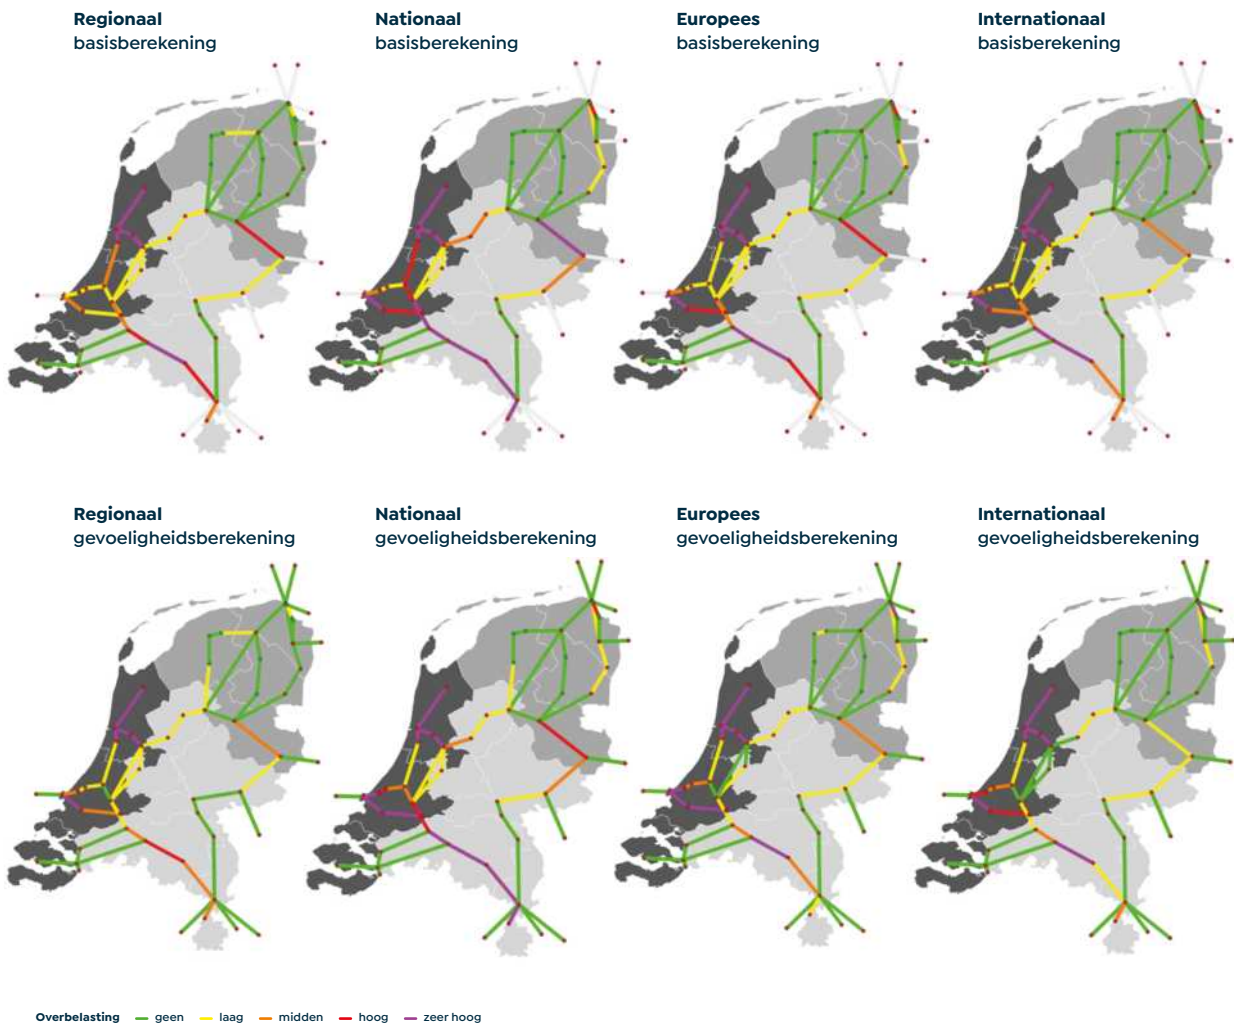 Regionaal
basisberekening
Nationaal
basisberekening
Europees
basisberekening
Internationaal
basisberekening
Regionaal
gevoeligheidsberekening
Nationaal
gevoeligheidsberekening
Europees
gevoeligheidsberekening
Internationaal
gevoeligheidsberekening
Overbelasting geen laag midden hoog zeer hoog